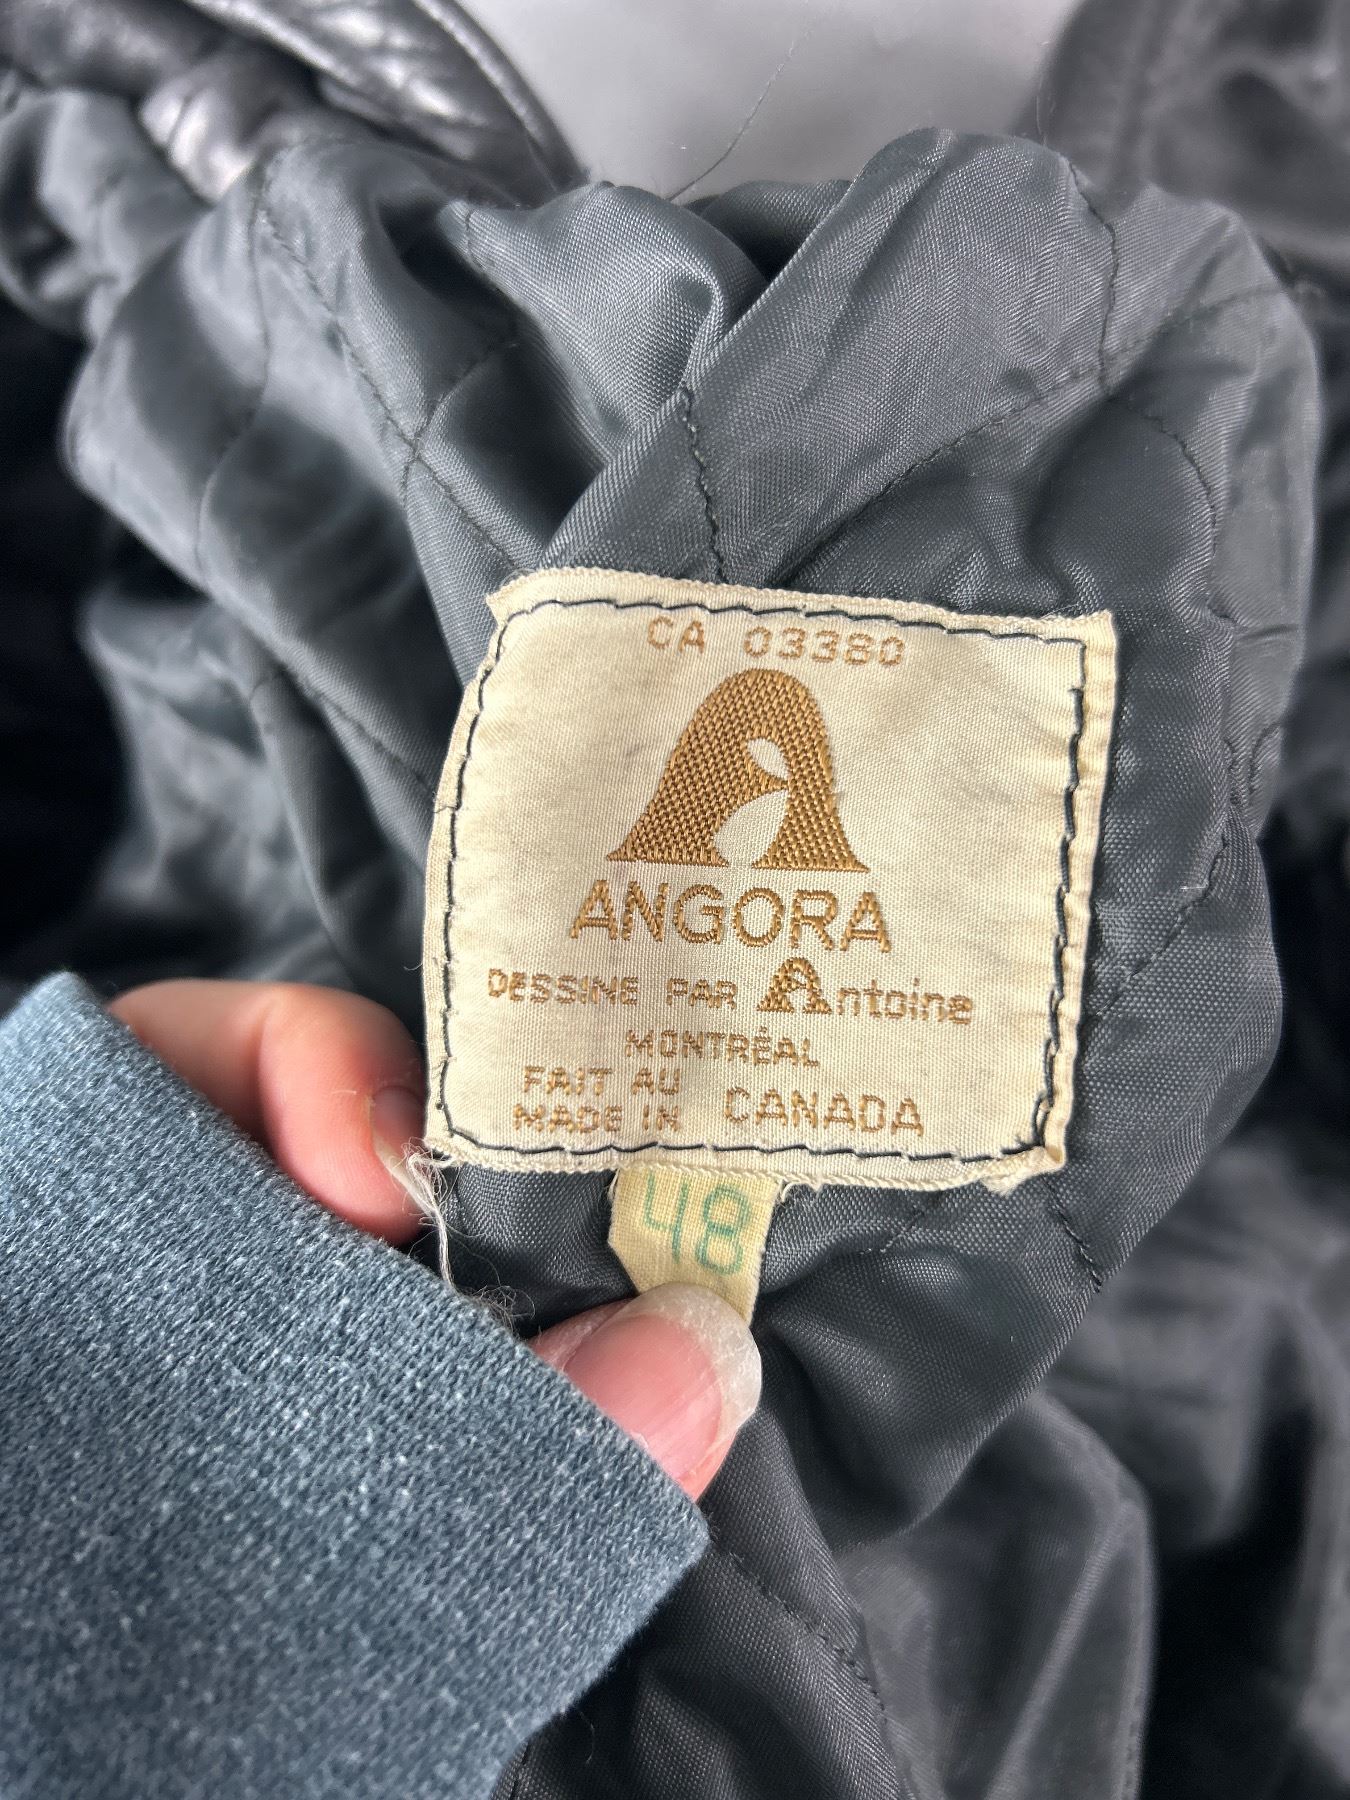 CA 03380
ANGORA
DESSINE PAR Antoine
MONTRÉAL
FAIT AU
MADE IN CANADA
48